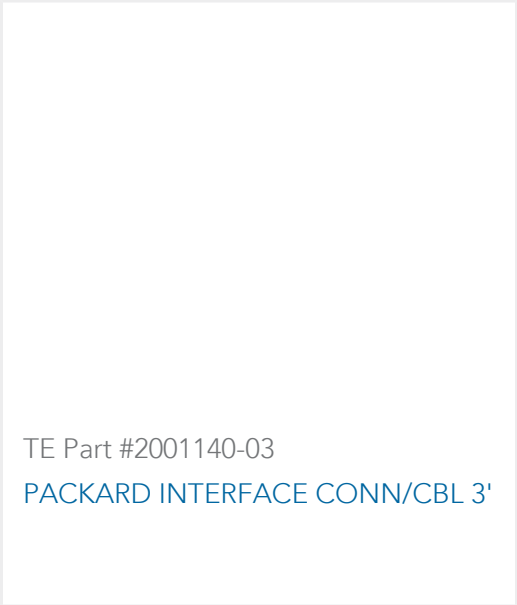 TE Part #2001140-03
PACKARD INTERFACE CONN/CBL 3'